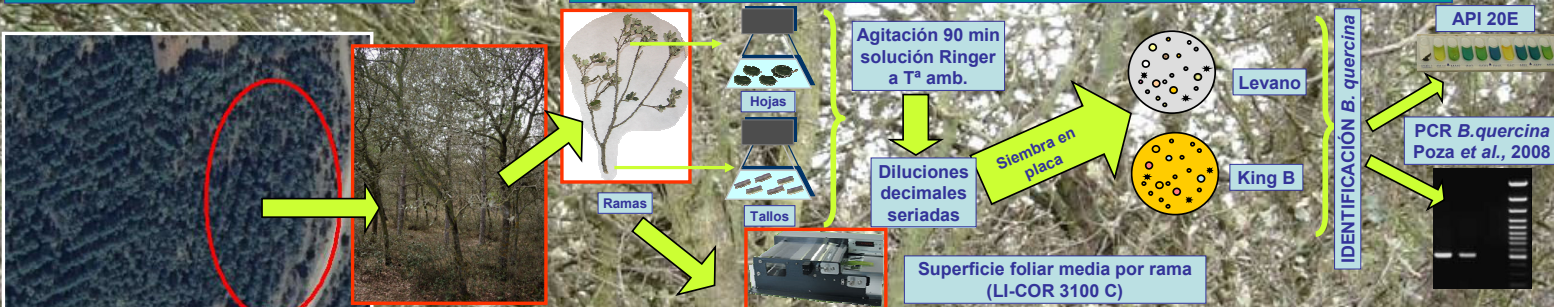 Ramas
Hojas
Tallos
Agitación 90 min
solución Ringer
a Tª amb.
Diluciones
decimales
seriadas
Siembra en
placa
Levano
King B
Superficie foliar media por rama
(LI-COR 3100 C)
IDENTIFICACIÓN B. quercina
API 20E
PCR B.quercina
Poza et al., 2008